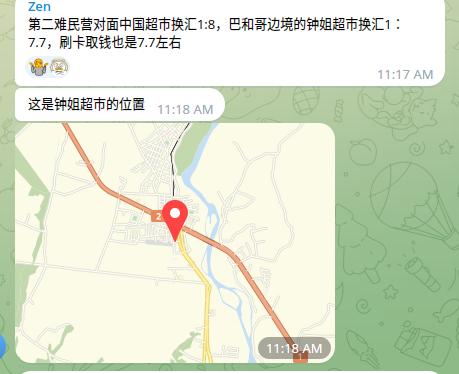 Zen
第二难民营对面中国超市换汇1:8，巴和哥边境的钟姐超市换汇1：
7.7，刷卡取钱也是7.7左右
11:17 AM
这是钟姐超市的位置 11:18 AM
2
11:18 AM